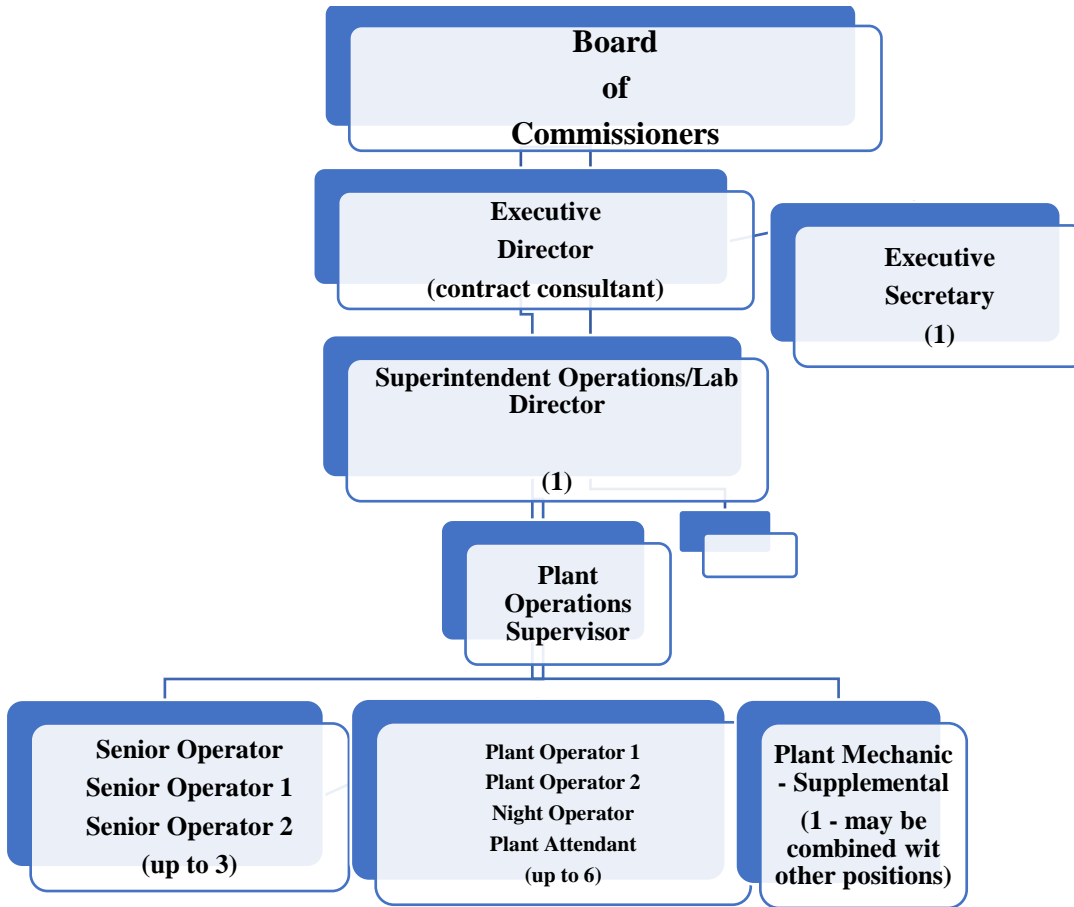 Board
of
Commissioners
Executive
Director
(contract consultant)
Executive
Secretary
(1)
Superintendent Operations/Lab
Director
(1)
Plant
Operations
Supervisor
Senior Operator
Senior Operator 1
Senior Operator 2
(up to 3)
Plant Operator 1
Plant Operator 2
Night Operator
Plant Attendant
(up to 6)
Plant Mechanic
- Supplemental
(1 - may be
combined wit
other positions)